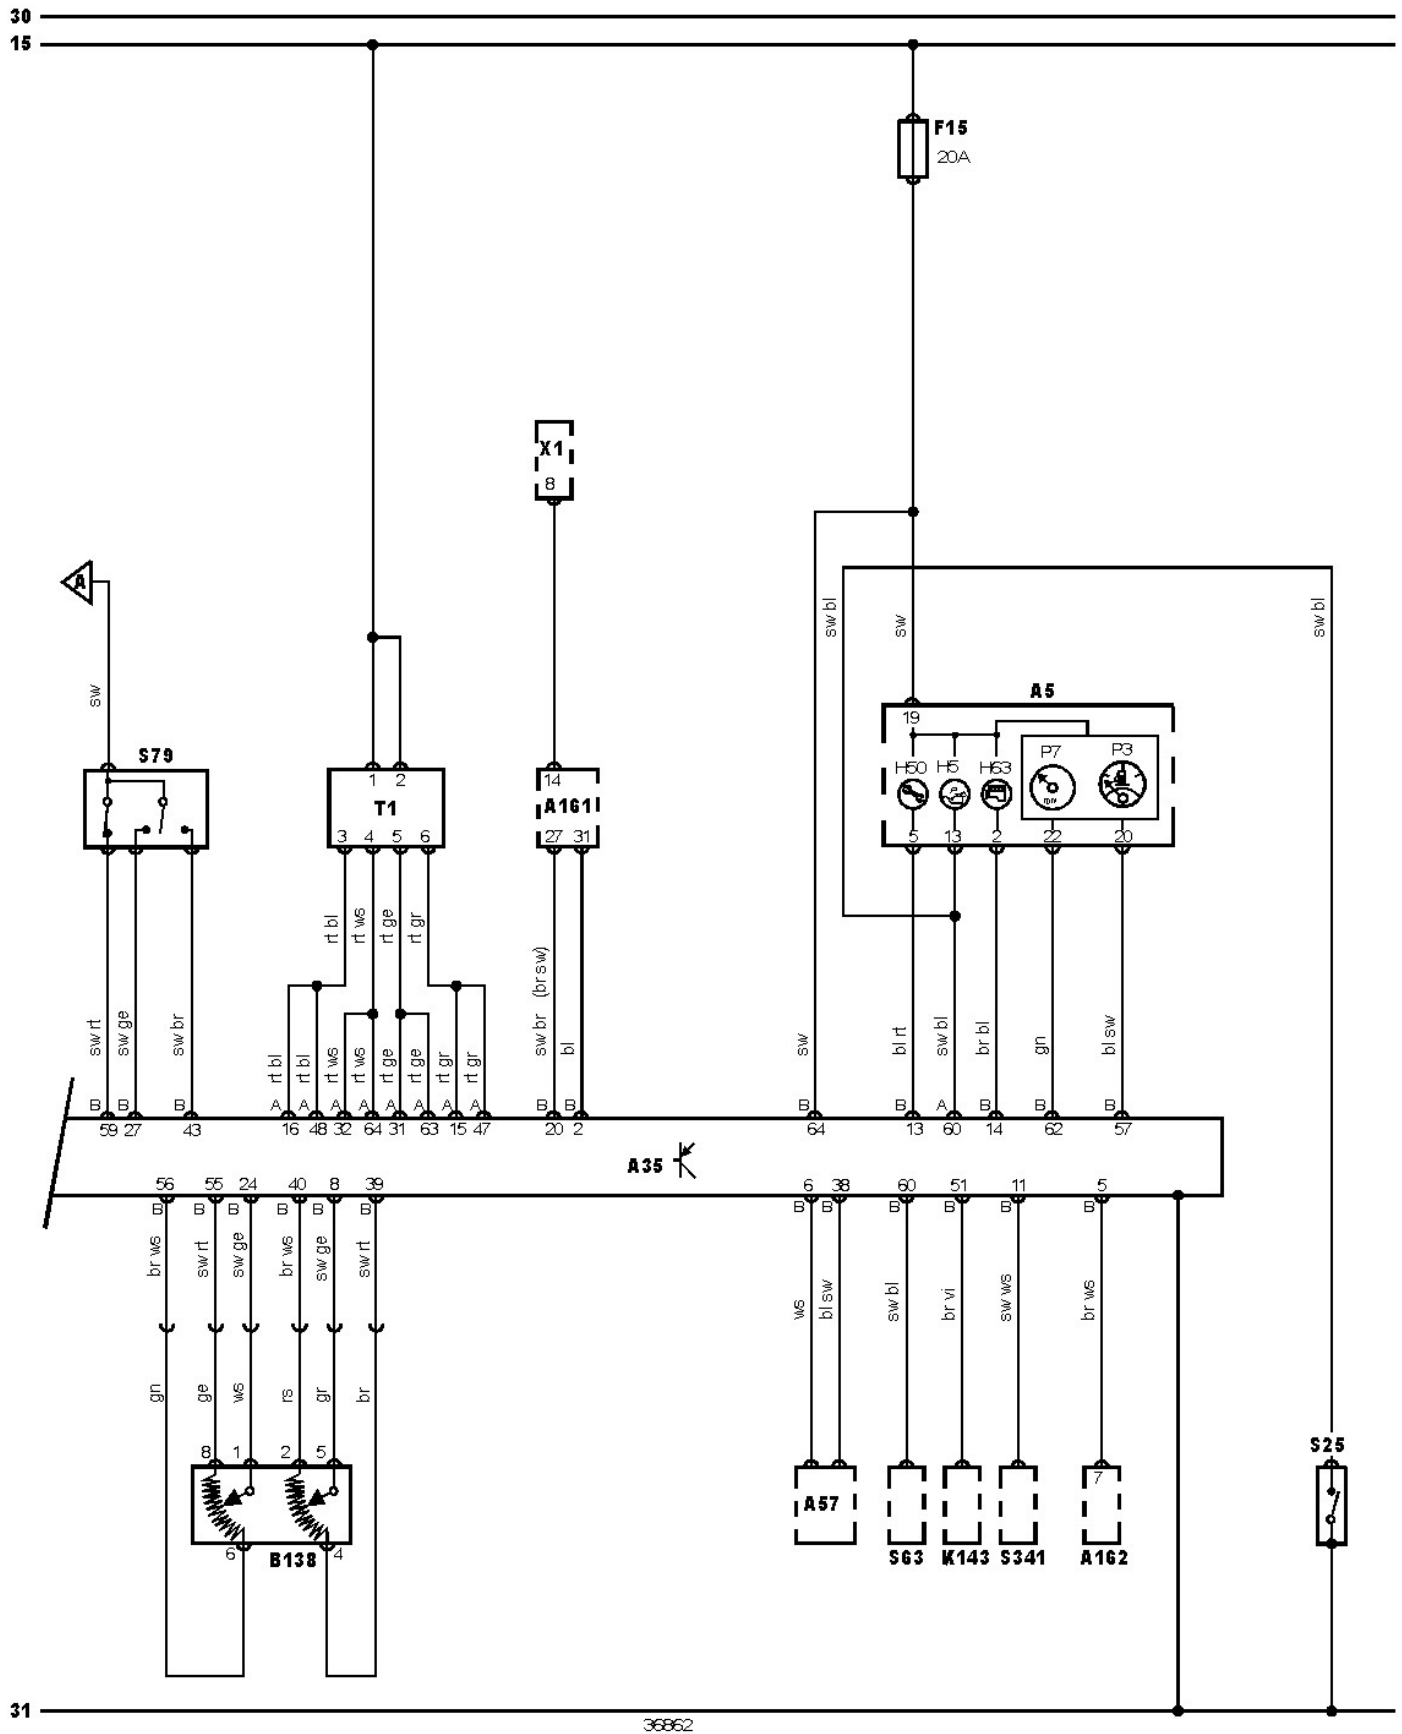 30
15
F15
20A
X1
8
A
sw
sw bl
sw
sw bl
A5
19
P7
P3
H50
H5
H63
S79
1
2
T1
3
4
5
6
14
A161
27
31
5
13
2
22
20
rt bl
rt ws
rt ge
rt gr
sw rt
sw ge
sw br
rt bl
rt bl
rt ws
rt ws
rt ge
rt ge
rt gr
rt gr
sw br (br sw)
bl
sw
bl rt
sw bl
br bl
gn
bl sw
B B B A A A A A A A A B B B B A B B B
59 27 43 16 48 32 64 31 63 15 47 20 2 64 13 60 14 62 57
A35
56 55 24 40 8 39 6 38 60 51 11 5
B B B B B B B B B B B B
br ws
sw rt
sw ge
br ws
sw ge
sw rt
ws
bl sw
sw bl
br vi
sw ws
br ws
gn
ge
ws
rs
gr
br
8 1 2 5
S25
7
A57
6
B138
4
S63
K143
S341
A162
31
36862